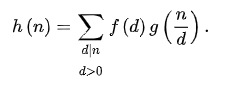 h (n) = ∑ f (d) g (n/d) .
d|n
d>0